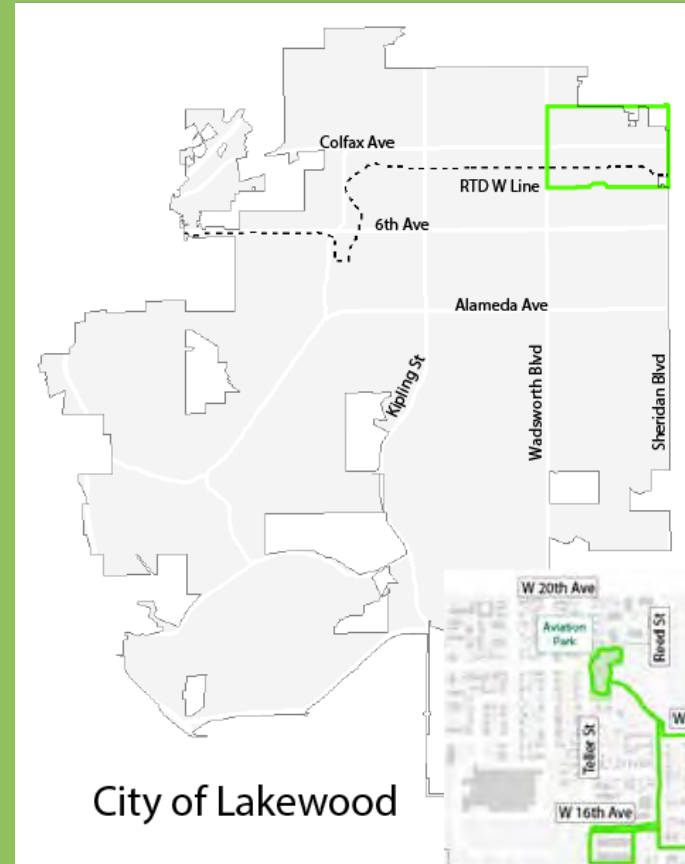 Colfax Ave
RTD W Line
6th Ave
Alameda Ave
Kipling St
Wadsworth Blvd
Sheridan Blvd
W 20th Ave
Aviation
Park
Reed St
W
Teller St
W 16th Ave
City of Lakewood